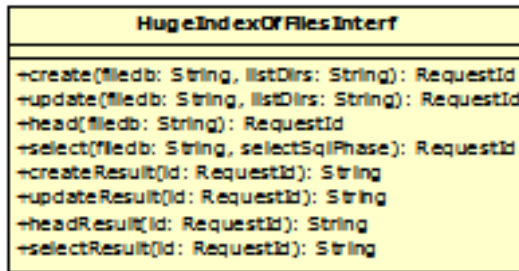 HugeIndexOfFilesInterf
+create(filedb: String, listDirs: String): RequestId
+update(filedb: String, listDirs: String): RequestId
+head(filedb: String): RequestId
+select(filedb: String, selectSqlPhase): RequestId
+createResult(id: RequestId): String
+updateResult(id: RequestId): String
+headResult(id: RequestId): String
+selectResult(id: RequestId): String